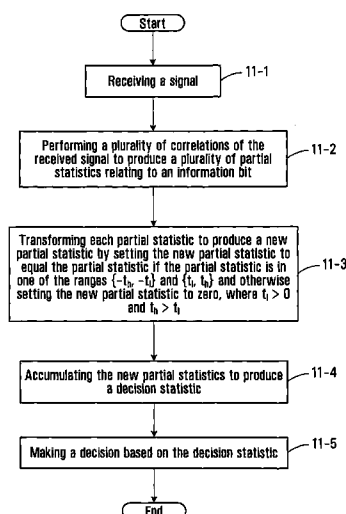 Start
Receiving a signal
11-1
Performing a plurality of correlations of the
received signal to produce a plurality of partial
statistics relating to an information bit
11-2
Transforming each partial statistic to produce a new
partial statistic by setting the new partial statistic to
equal the partial statistic if the partial statistic is in
one of the ranges {-tₕ, -tₗ} and {tₗ, tₕ} and otherwise
setting the new partial statistic to zero, where tₗ > 0
and tₕ > tₗ
11-3
Accumulating the new partial statistics to produce
a decision statistic
11-4
Making a decision based on the decision statistic
11-5
End